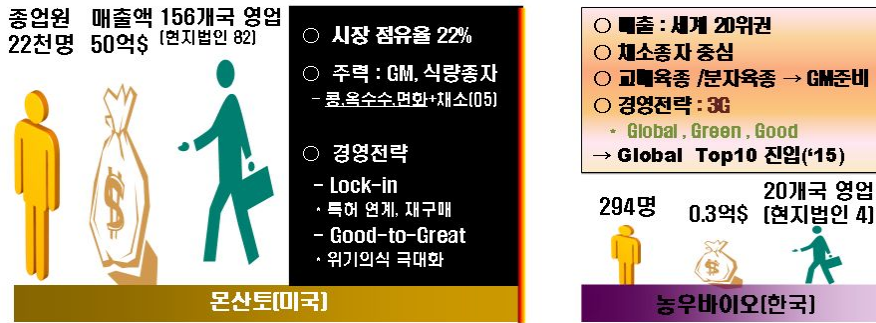 종업원 매출액 156개국 영업
22천명 50억$ (현지법인 82)
$
○ 시장 점유율 22%
○ 주력 : GM, 식량종자
- 콩,옥수수,면화+채소(05)
○ 경영전략
- Lock-in
· 특허 연계, 재구매
- Good-to-Great
· 위기의식 극대화
몬산토(미국)
○ 매출 : 세계 20위권
○ 채소종자 중심
○ 교배육종 /분자육종 → GM준비
○ 경영전략 : 3G
· Global , Green , Good
→ Global Top10 진입(‘15)
294명 0.3억$ 20개국 영업
(현지법인 4)
$
농우바이오(한국)